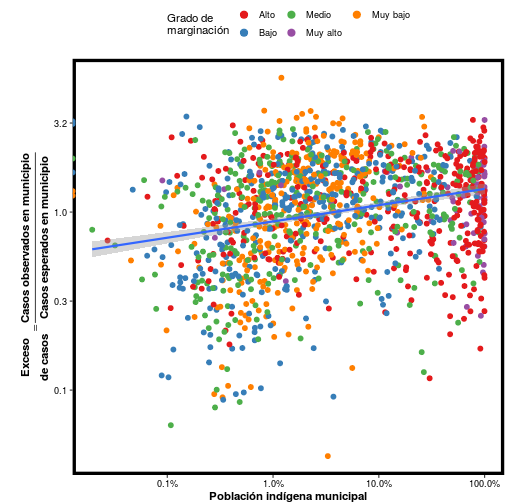 Grado de
marginación
Alto
Medio
Muy bajo
Bajo
Muy alto
3.2
1.0
0.3
0.1
Exceso
de casos
=
Casos observados en municipio
Casos esperados en municipio
0.1%
1.0%
10.0%
100.0%
Población indígena municipal